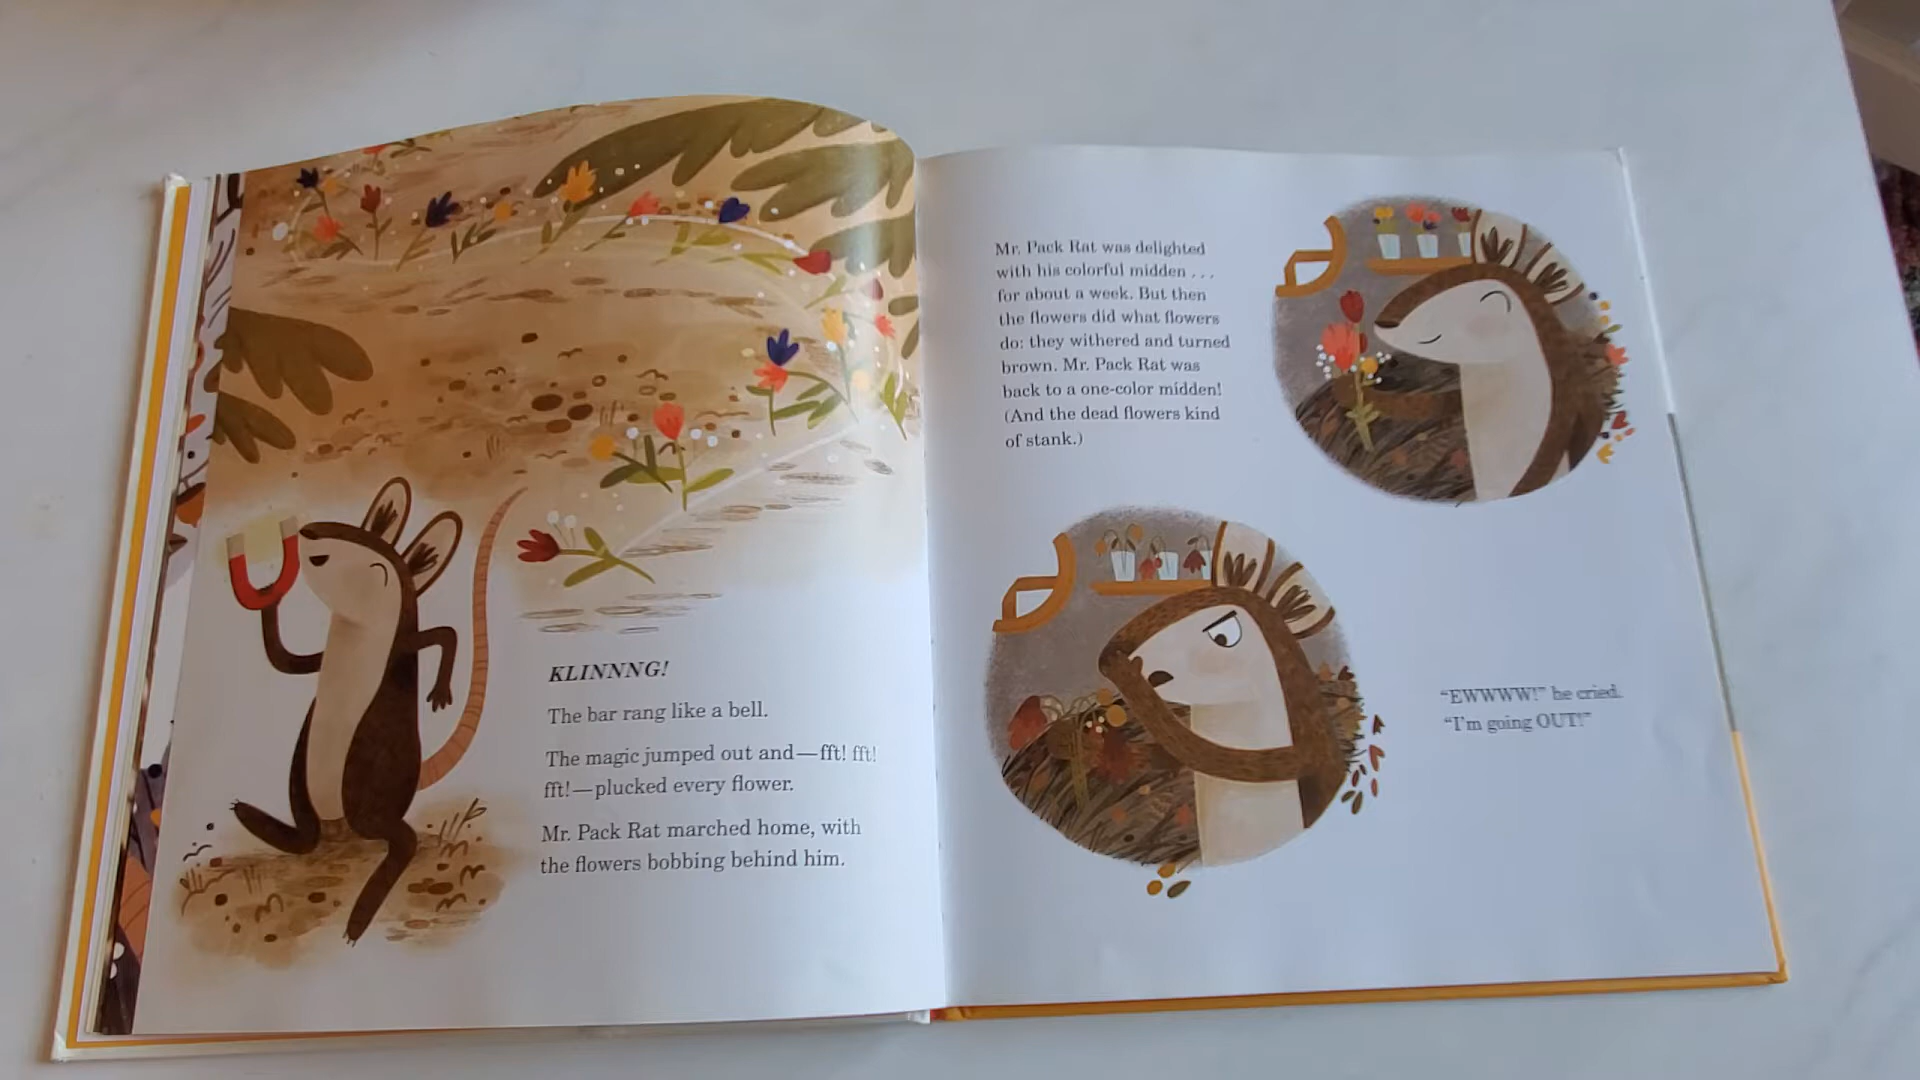 KLINNNG!
The bar rang like a bell.
The magic jumped out and—fft! fft!
fft!—plucked every flower.
Mr. Pack Rat marched home, with
the flowers bobbing behind him.
Mr. Pack Rat was delighted
with his colorful midden . . .
for about a week. But then
the flowers did what flowers
do: they withered and turned
brown. Mr. Pack Rat was
back to a one-color midden!
(And the dead flowers kind
of stank.)
“EWWWW!” he cried.
“I’m going OUT!”